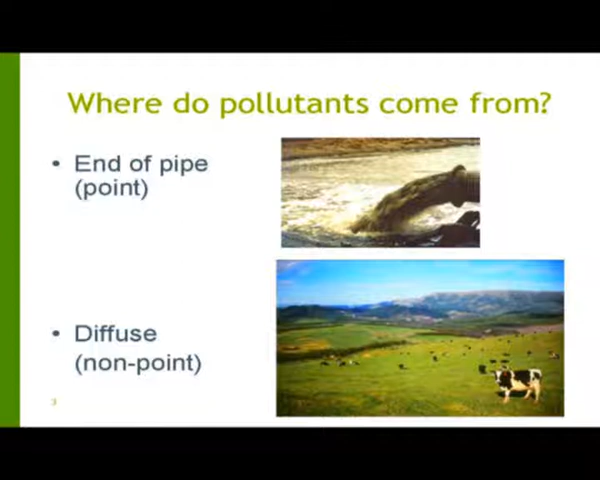 Where do pollutants come from?
• End of pipe
(point)
• Diffuse
(non-point)
3